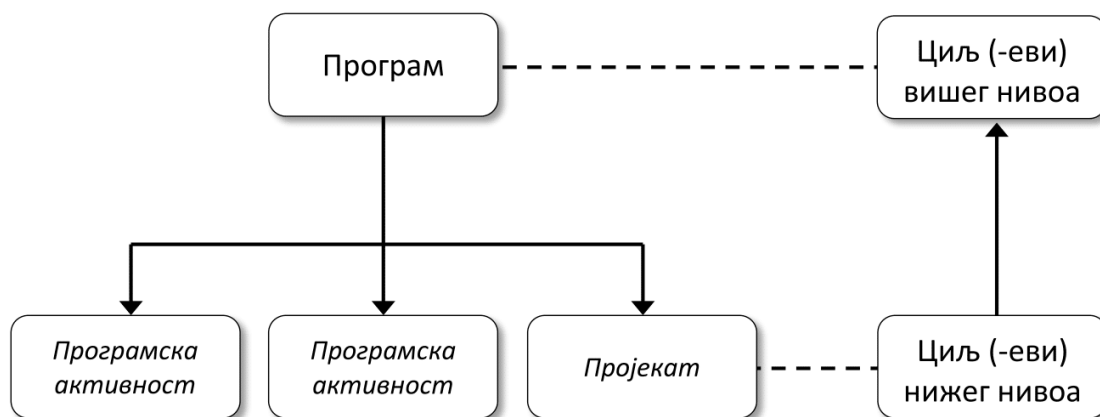 Програм
Циљ (-еви)
вишег нивоа
Програмска
активност
Програмска
активност
Пројекат
Циљ (-еви)
нижег нивоа